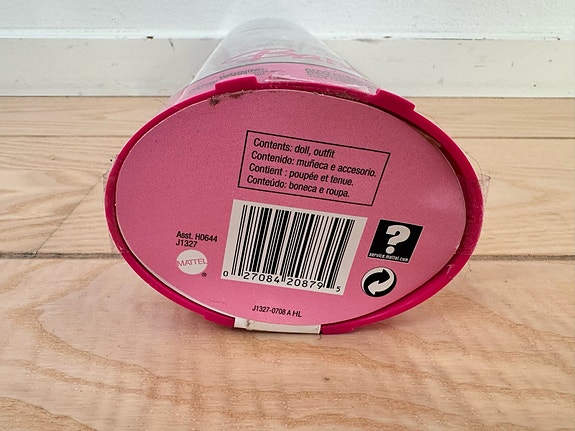 Contents: doll, outfit
Contenido: muñeca e accesorio.
Contient : poupée et tenue.
Conteúdo: boneca e roupa.
Asst. H0644
J1327
MATTEL
®
0 27084 20879 5
?
service.mattel.com
J1327-0708 A HL